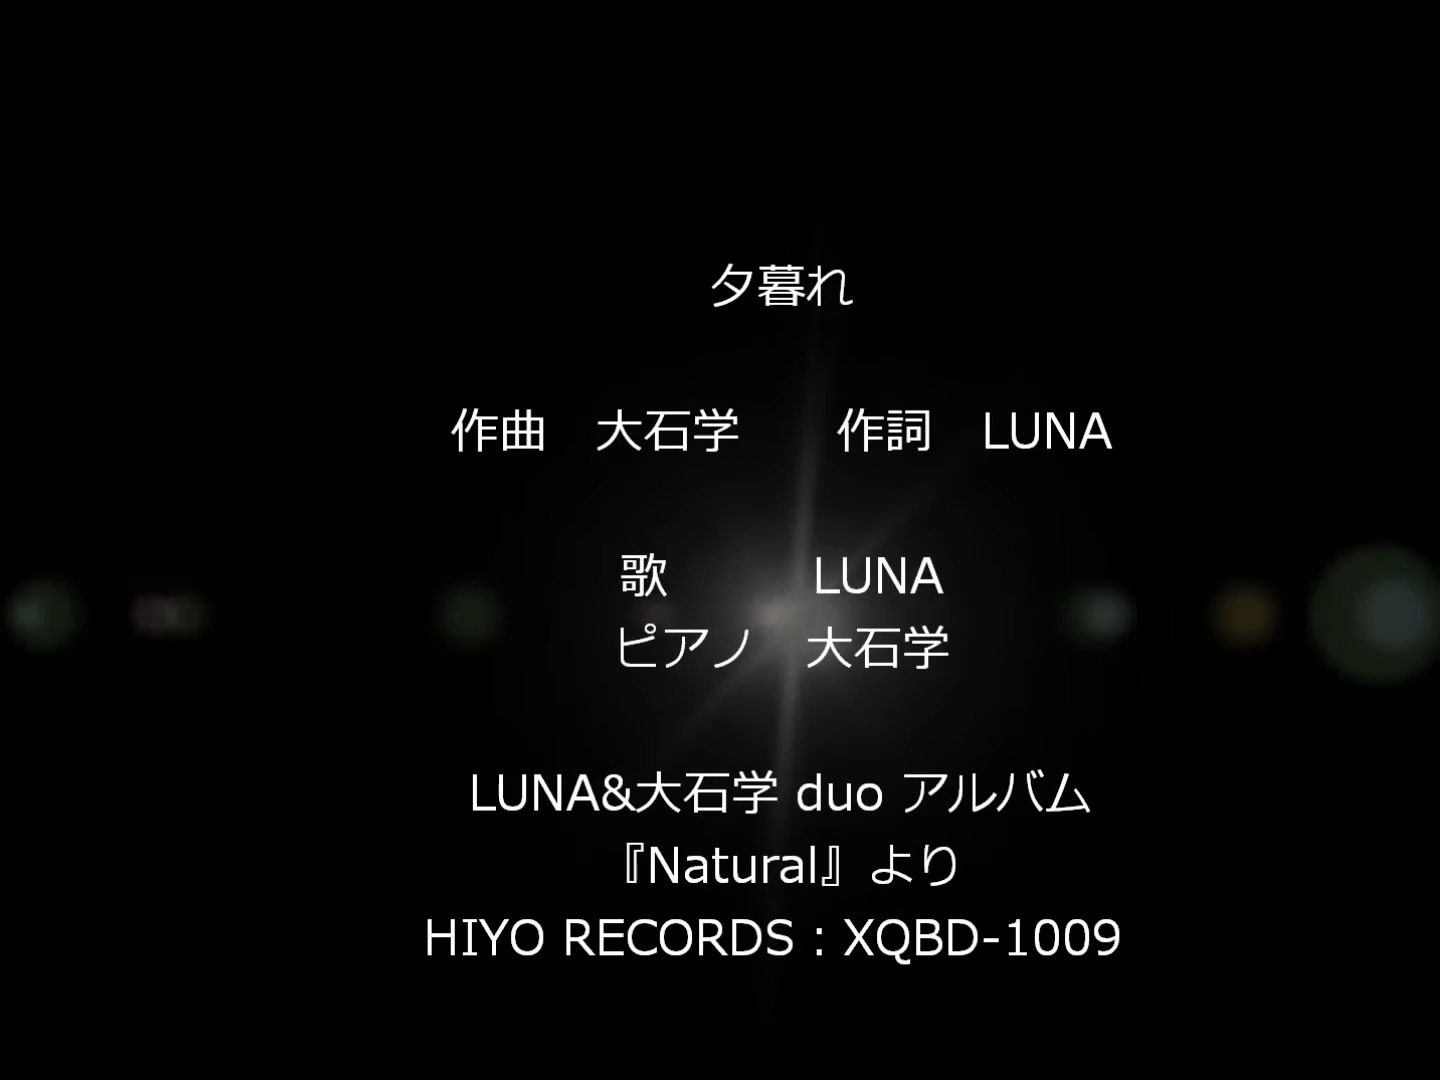 夕暮れ
作曲　大石学　　作詞　LUNA
歌　　　LUNA
ピアノ　大石学
LUNA&大石学 duo アルバム
『Natural』より
HIYO RECORDS：XQBD-1009